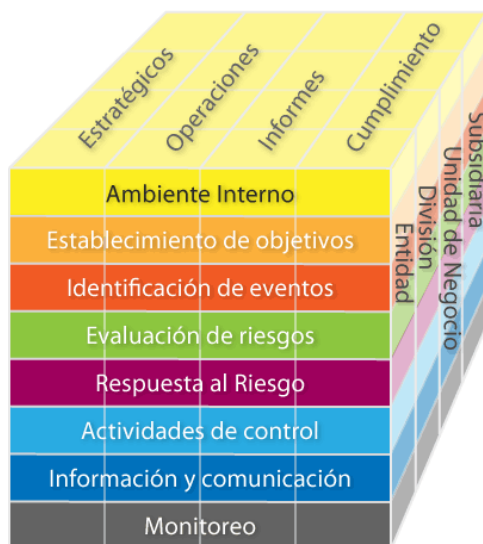 Estratégicos
Operaciones
Informes
Cumplimiento
Ambiente Interno
Establecimiento de objetivos
Identificación de eventos
Evaluación de riesgos
Respuesta al Riesgo
Actividades de control
Información y comunicación
Monitoreo
Entidad
División
Unidad de Negocio
Subsidiaria